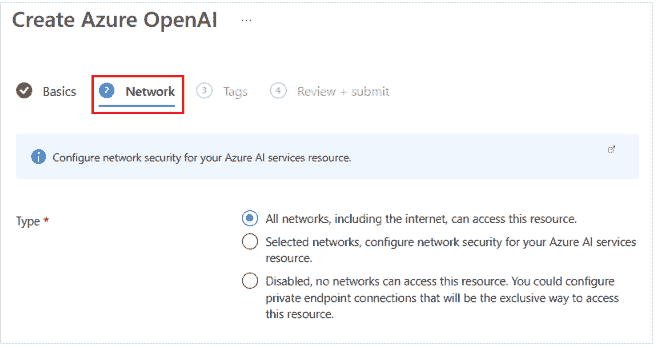 Create Azure OpenAI ...
Basics 2 Network 3 Tags 4 Review + submit
Configure network security for your Azure AI services resource.
Type * All networks, including the internet, can access this resource.
Selected networks, configure network security for your Azure AI services
resource.
Disabled, no networks can access this resource. You could configure
private endpoint connections that will be the exclusive way to access
this resource.